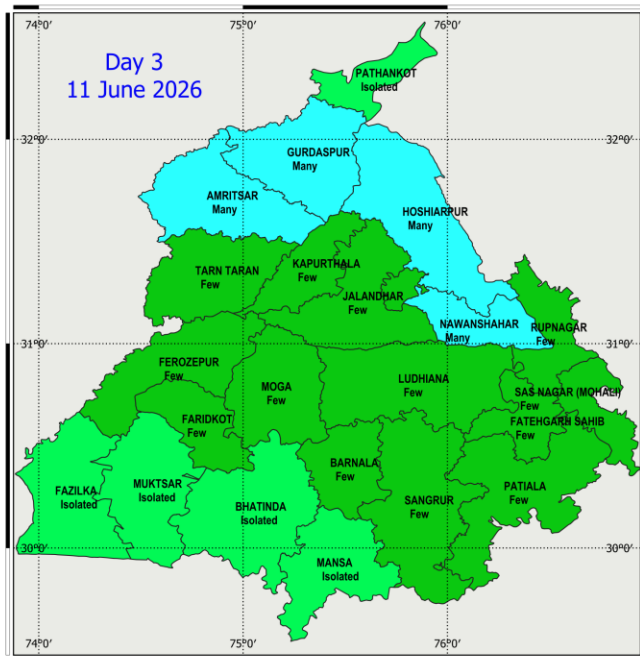 74°0'
75°0'
76°0'
Day 3
11 June 2026
PATHANKOT
Isolated
32°0'
32°0'
GURDASPUR
Many
AMRITSAR
Many
HOSHIARPUR
Many
TARN TARAN
Few
KAPURTHALA
Few
JALANDHAR
Few
NAWANSHAHAR
Many
RUPNAGAR
Few
31°0'
31°0'
FEROZEPUR
Few
MOGA
Few
LUDHIANA
Few
SAS NAGAR (MOHALI)
Few
FARIDKOT
Few
FATEHGARH SAHIB
Few
BARNALA
Few
FAZILKA
Isolated
MUKTSAR
Isolated
BHATINDA
Isolated
SANGRUR
Few
PATIALA
Few
30°0'
30°0'
MANSA
Isolated
74°0'
75°0'
76°0'